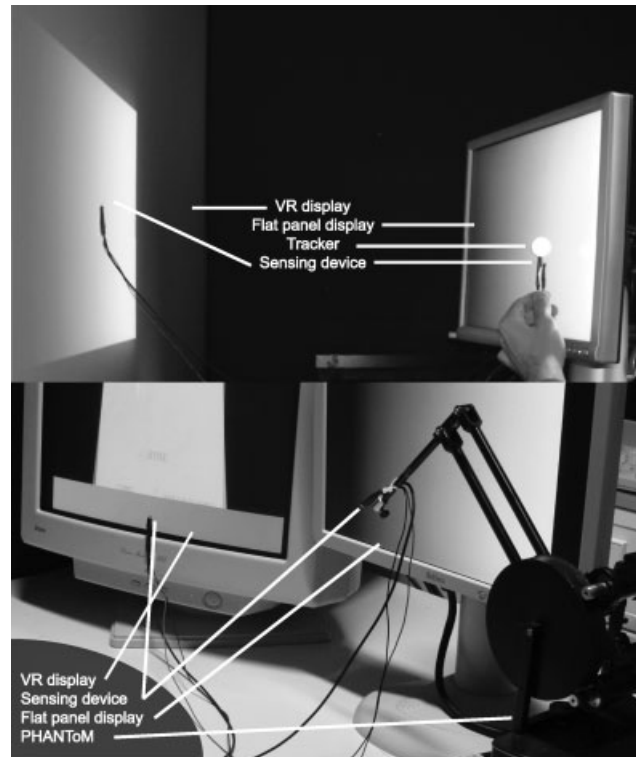 VR display
Flat panel display
Tracker
Sensing device
VR display
Sensing device
Flat panel display
PHANToM